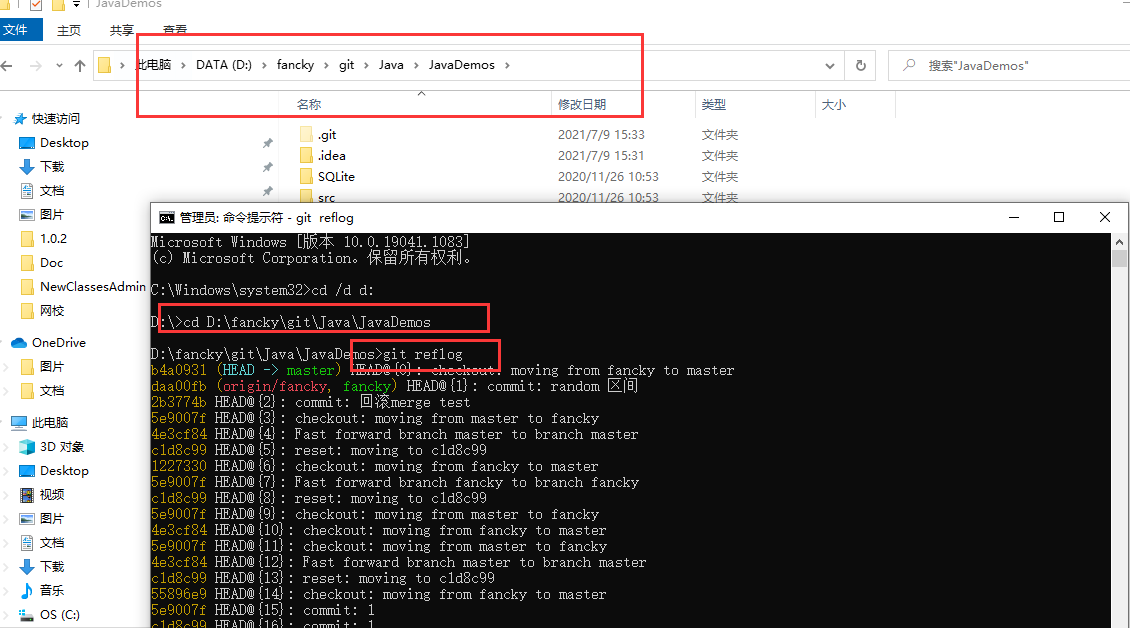 JavaDemos
文件 主页 共享 查看
此电脑 › DATA (D:) › fancky › git › Java › JavaDemos ›
搜索"JavaDemos"
名称 修改日期 类型 大小
快速访问
Desktop
下载
文档
图片
1.0.2
Doc
NewClassesAdmin
网校
OneDrive
图片
文档
此电脑
3D 对象
Desktop
视频
图片
文档
下载
音乐
OS (C:)
.git 2021/7/9 15:33 文件夹
.idea 2021/7/9 15:31 文件夹
SQLite 2020/11/26 10:53 文件夹
src 2020/11/26 10:53 文件夹
管理员: 命令提示符 - git reflog
Microsoft Windows [版本 10.0.19041.1083]
(c) Microsoft Corporation。保留所有权利。
C:\Windows\system32>cd /d d:
D:\>cd D:\fancky\git\Java\JavaDemos
D:\fancky\git\Java\JavaDemos>git reflog
b4a0931 (HEAD -> master) HEAD@{0}: checkout: moving from fancky to master
daa00fb (origin/fancky, fancky) HEAD@{1}: commit: random 区间
2b3774b HEAD@{2}: commit: 回滚merge test
5e9007f HEAD@{3}: checkout: moving from master to fancky
4e3cf84 HEAD@{4}: Fast forward branch master to branch master
c1d8c99 HEAD@{5}: reset: moving to c1d8c99
1227330 HEAD@{6}: checkout: moving from fancky to master
5e9007f HEAD@{7}: Fast forward branch fancky to branch fancky
c1d8c99 HEAD@{8}: reset: moving to c1d8c99
5e9007f HEAD@{9}: checkout: moving from master to fancky
4e3cf84 HEAD@{10}: checkout: moving from fancky to master
5e9007f HEAD@{11}: checkout: moving from master to fancky
4e3cf84 HEAD@{12}: Fast forward branch master to branch master
c1d8c99 HEAD@{13}: reset: moving to c1d8c99
55896e9 HEAD@{14}: checkout: moving from fancky to master
5e9007f HEAD@{15}: commit: 1
c1d8c99 HEAD@{16}: commit: 1